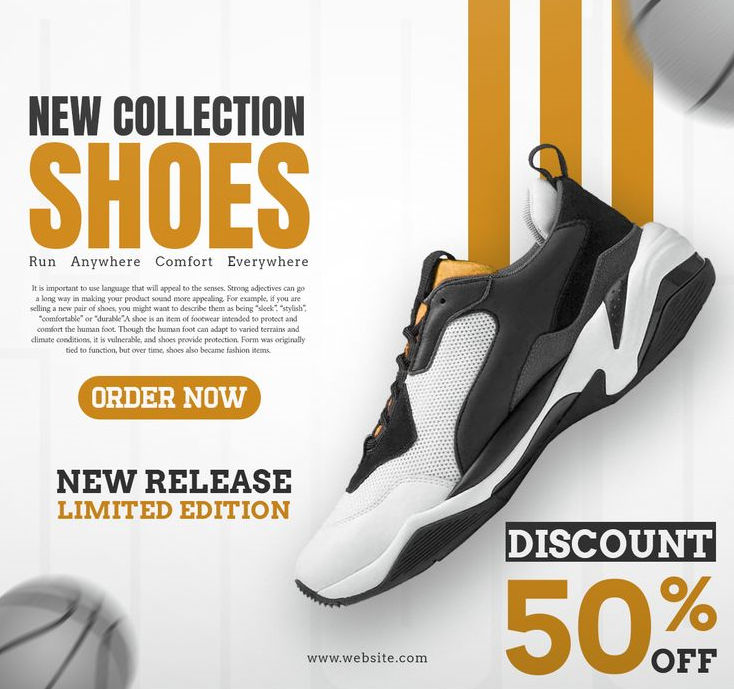 NEW COLLECTION
SHOES
Run Anywhere Comfort Everywhere
It is important to use language that will appeal to the senses. Strong adjectives can go
a long way in making your product sound more appealing. For example, if you are
selling a new pair of shoes, you might want to describe them as being "sleek", "stylish",
"comfortable" or "durable".A shoe is an item of footwear intended to protect and
comfort the human foot. Though the human foot can adapt to varied terrains and
climate conditions, it is vulnerable, and shoes provide protection. Form was originally
tied to function, but over time, shoes also became fashion items.
ORDER NOW
NEW RELEASE
LIMITED EDITION
DISCOUNT
50%
OFF
www.website.com